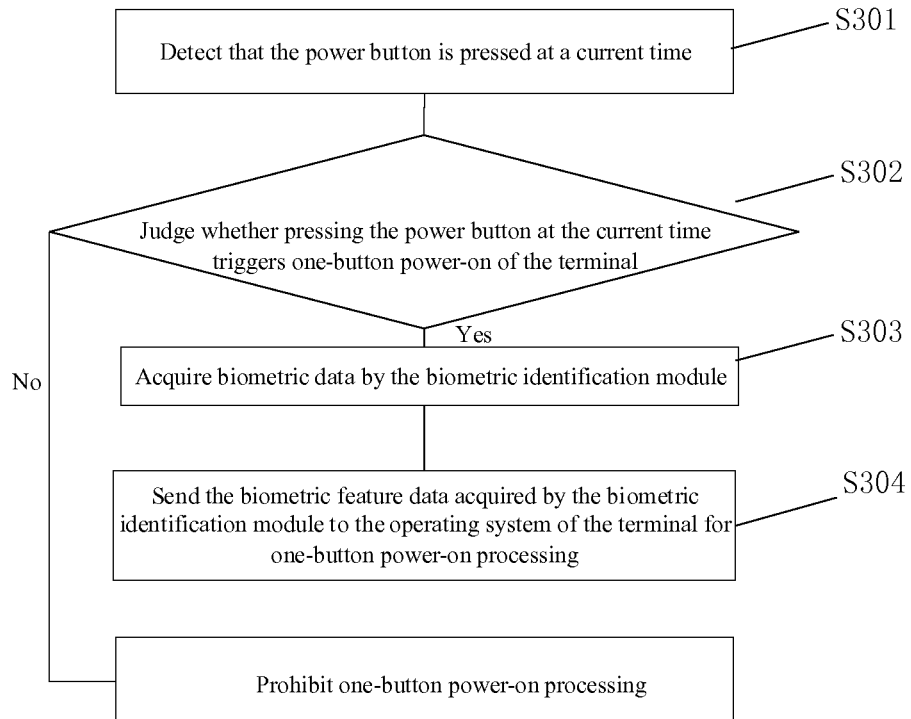 S301
Detect that the power button is pressed at a current time
S302
Judge whether pressing the power button at the current time
triggers one-button power-on of the terminal
Yes
S303
No
Acquire biometric data by the biometric identification module
S304
Send the biometric feature data acquired by the biometric
identification module to the operating system of the terminal for
one-button power-on processing
Prohibit one-button power-on processing